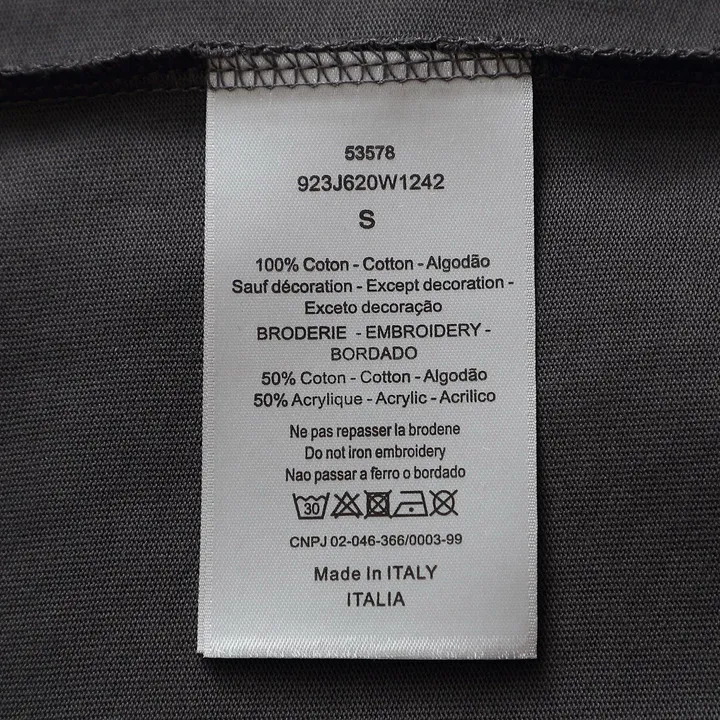 53578
923J620W1242
S
100% Coton - Cotton - Algodão
Sauf décoration - Except decoration -
Exceto decoração
BRODERIE - EMBROIDERY -
BORDADO
50% Coton - Cotton - Algodão
50% Acrylique - Acrylic - Acrilico
Ne pas repasser la brodene
Do not iron embroidery
Nao passar a fèrro o bordado
30
CNPJ 02-046-366/0003-99
Made In ITALY
ITALIA